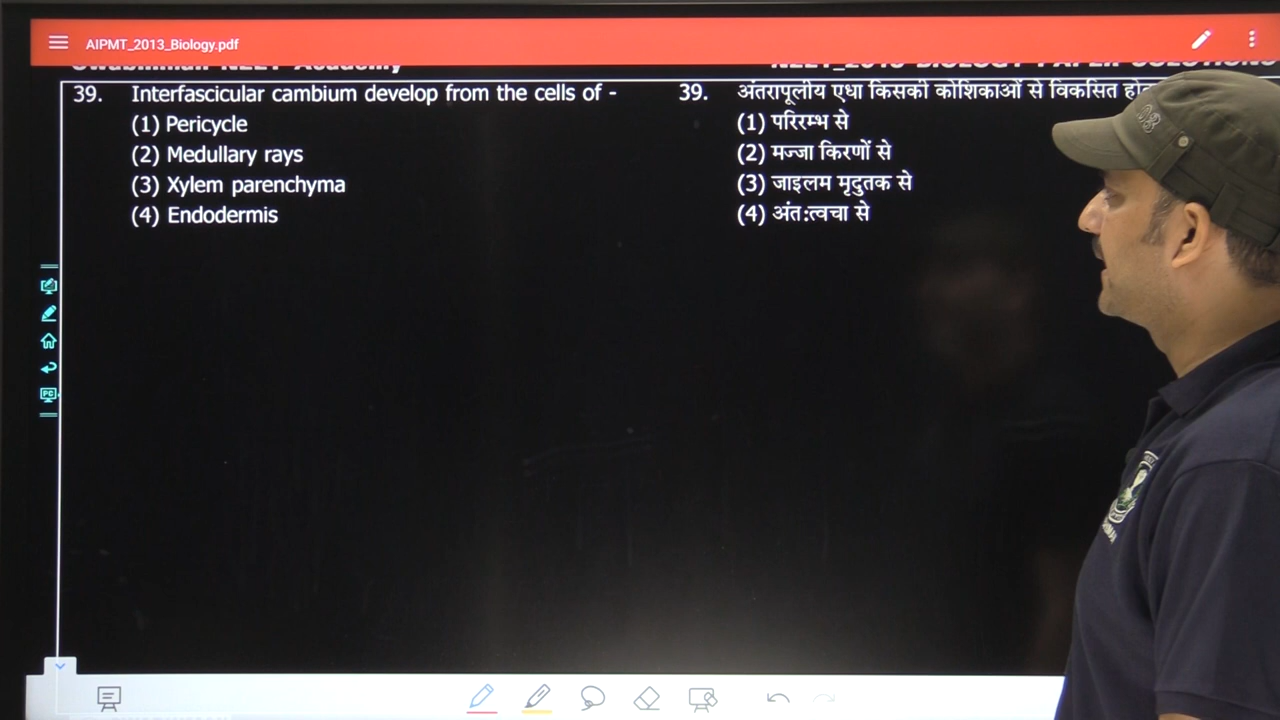 AIPMT_2013_Biology.pdf
39. Interfascicular cambium develop from the cells of -
(1) Pericycle
(2) Medullary rays
(3) Xylem parenchyma
(4) Endodermis
39. अंतरापूलीय एधा किसकी कोशिकाओं से विकसित
(1) परिरम्भ से
(2) मज्जा किरणों से
(3) जाइलम मृदुतक से
(4) अंत:त्वचा से
PC